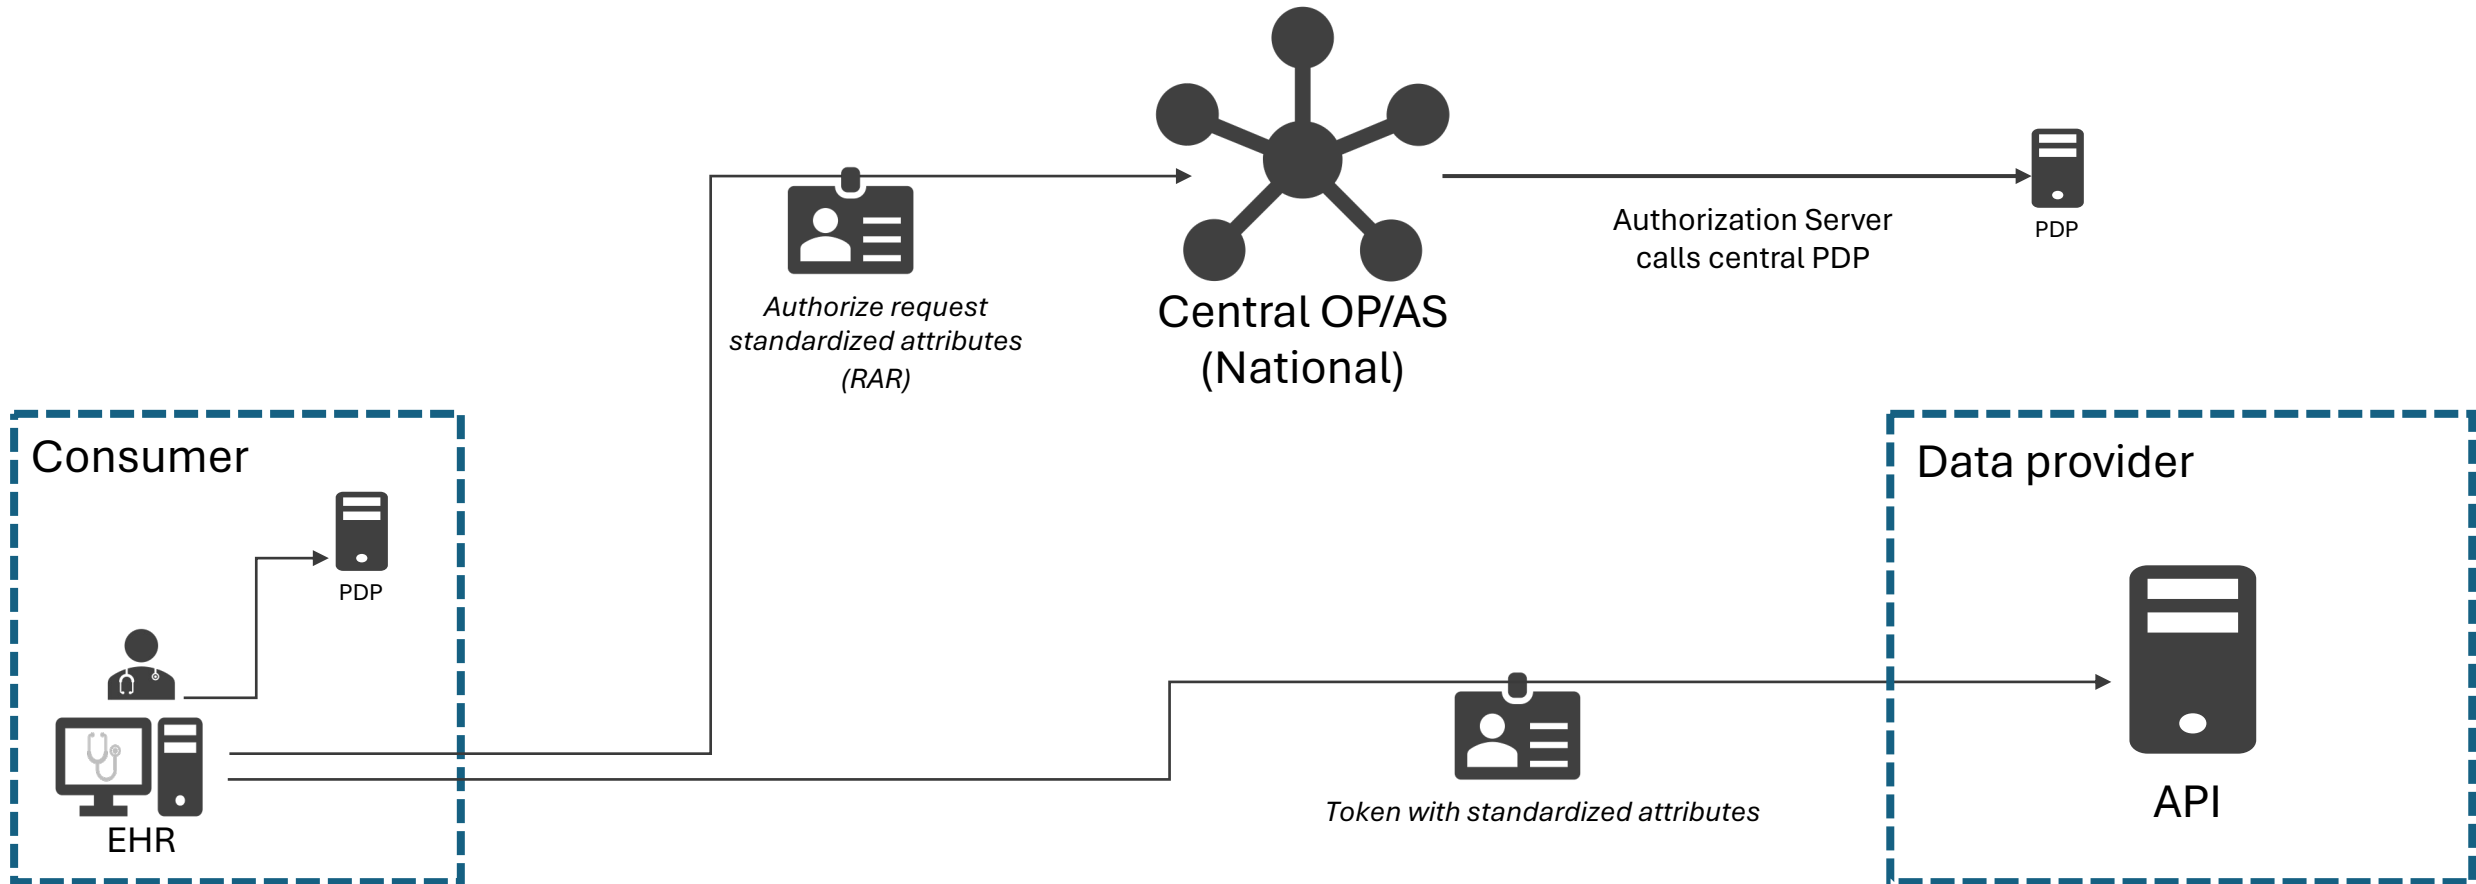 Authorization Server
calls central PDP
PDP
Authorize request
standardized attributes
(RAR)
Central OP/AS
(National)
Consumer
PDP
EHR
Data provider
API
Token with standardized attributes